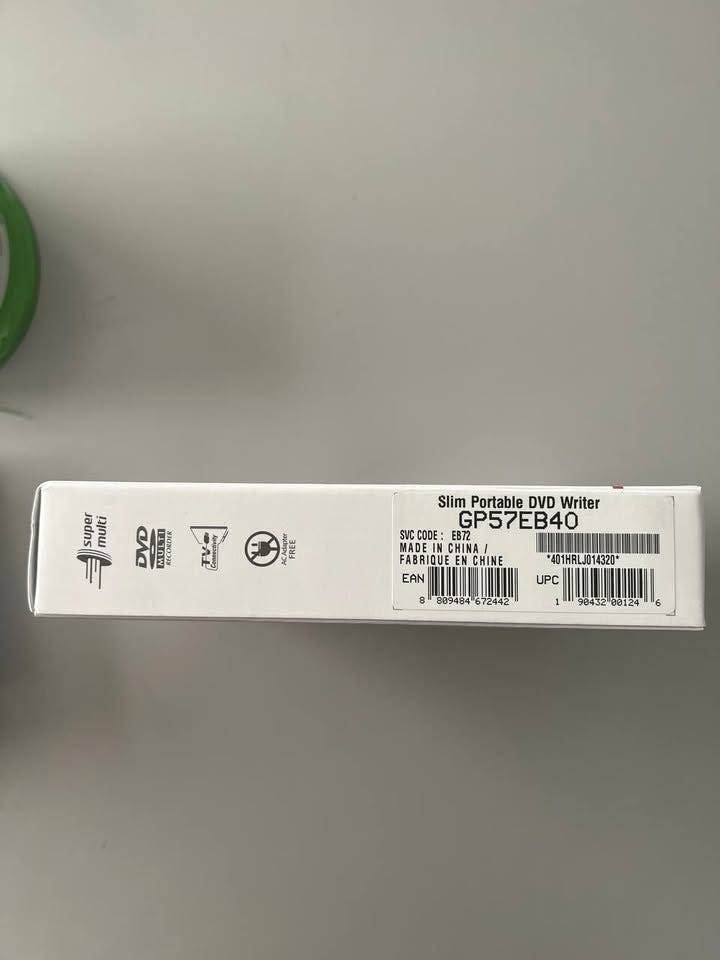 super
multi
DVD
MULTI
RECORDER
TV
Connectivity
AC Adapter
FREE
Slim Portable DVD Writer
GP57EB40
SVC CODE : EB72
MADE IN CHINA /
FABRIQUE EN CHINE
*401HRLJ014320*
EAN
8 809484 672442
UPC
1 90432 00124 6